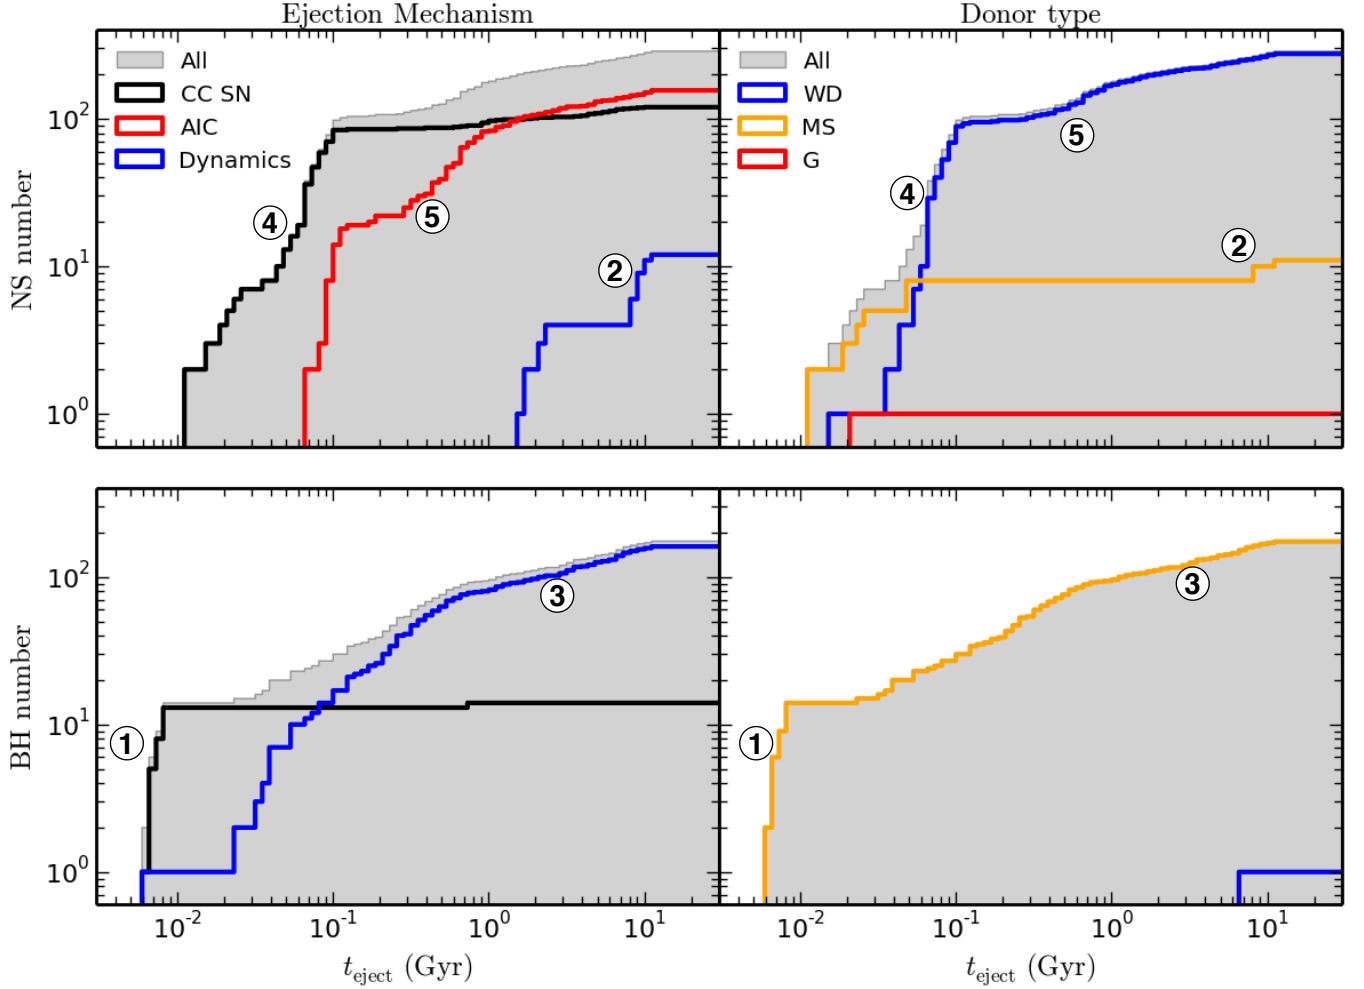 Ejection Mechanism
Donor type
All
CC SN
AIC
Dynamics
All
WD
MS
G
NS number
10^2
10^1
10^0
4
5
2
4
5
2
BH number
10^2
10^1
10^0
1
3
1
3
10^-2
10^-1
10^0
10^1
10^-2
10^-1
10^0
10^1
t_eject (Gyr)
t_eject (Gyr)